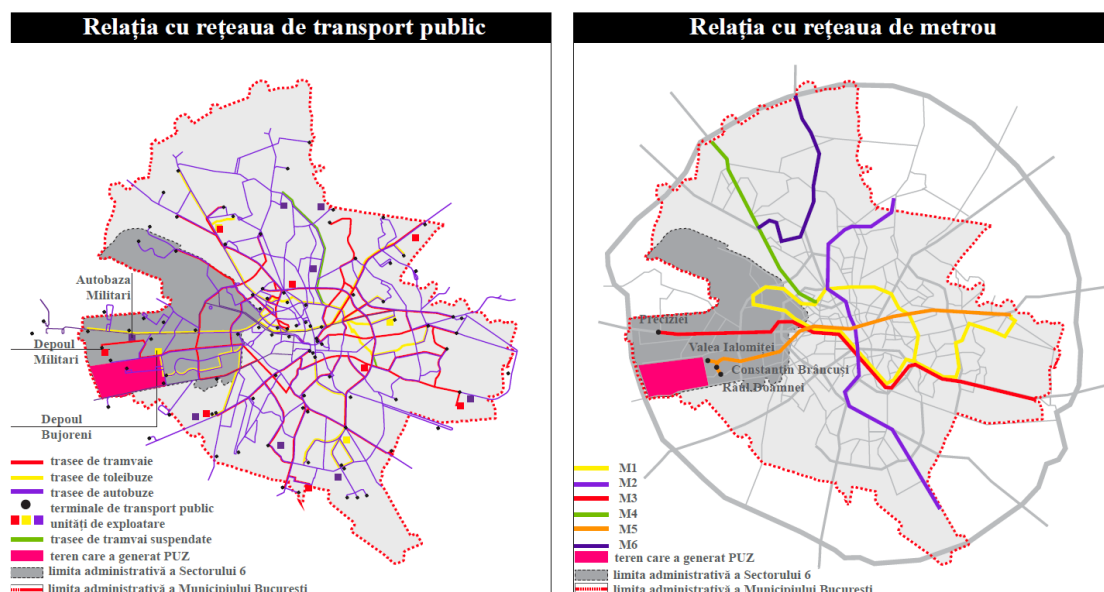 Relația cu rețeaua de transport public
Autobaza
Militari
Depoul
Militari
Depoul
Bujoreni
trasee de tramvaie
trasee de toleibuze
trasee de autobuze
terminale de transport public
unități de exploatare
trasee de tramvai suspendate
teren care a generat PUZ
limita administrativă a Sectorului 6
limita administrativă a Municipiului București
Relația cu rețeaua de metrou
Preciziei
Valea Ialomiței
Constantin Brâncuși
Râul Doamnei
M1
M2
M3
M4
M5
M6
teren care a generat PUZ
limita administrativă a Sectorului 6
limita administrativă a Municipiului București